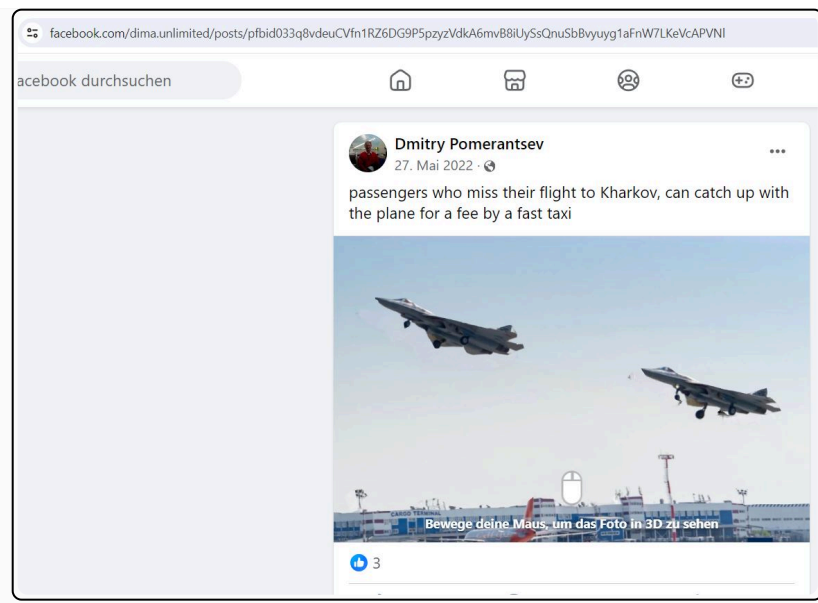 facebook.com/dima.unlimited/posts/pfbid033q8vdeuCVfn1RZ6DG9P5pzyzVdkA6mvB8iUySsQnuSbBvyuyg1aFnW7LKeVcAPVNl
acebook durchsuchen
Dmitry Pomerantsev
27. Mai 2022 ·
passengers who miss their flight to Kharkov, can catch up with
the plane for a fee by a fast taxi
CARGO TERMINAL
Bewege deine Maus, um das Foto in 3D zu sehen
3